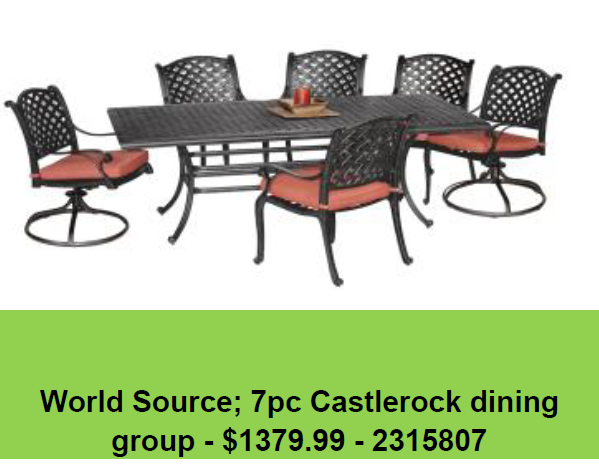 World Source; 7pc Castlerock dining
group - $1379.99 - 2315807